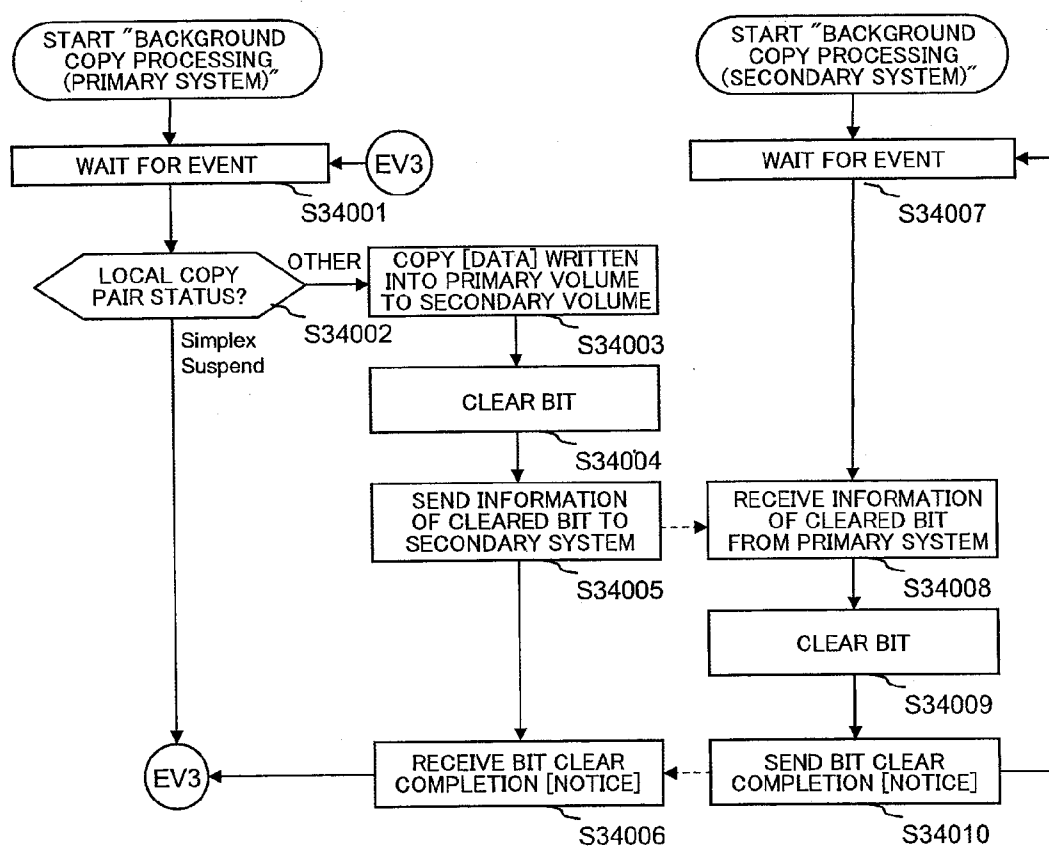 START "BACKGROUND
COPY PROCESSING
(PRIMARY SYSTEM)"
WAIT FOR EVENT
EV3
S34001
LOCAL COPY
PAIR STATUS?
S34002
OTHER
Simplex
Suspend
COPY [DATA] WRITTEN
INTO PRIMARY VOLUME
TO SECONDARY VOLUME
S34003
CLEAR BIT
S34004
SEND INFORMATION
OF CLEARED BIT TO
SECONDARY SYSTEM
S34005
RECEIVE BIT CLEAR
COMPLETION [NOTICE]
S34006
EV3
START "BACKGROUND
COPY PROCESSING
(SECONDARY SYSTEM)"
WAIT FOR EVENT
S34007
RECEIVE INFORMATION
OF CLEARED BIT
FROM PRIMARY SYSTEM
S34008
CLEAR BIT
S34009
SEND BIT CLEAR
COMPLETION [NOTICE]
S34010